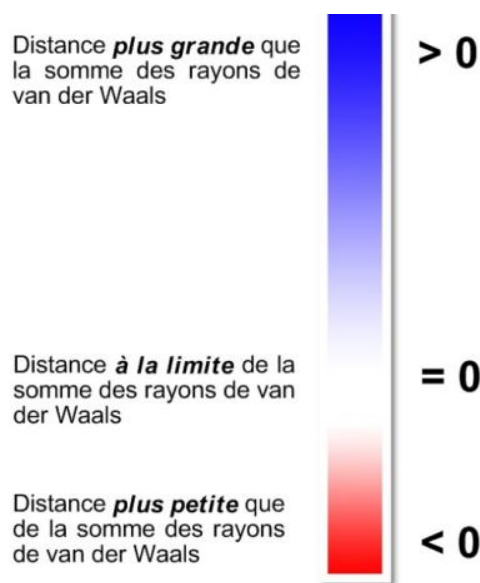 Distance plus grande que
la somme des rayons de
van der Waals
> 0
Distance à la limite de la
somme des rayons de van
der Waals
= 0
Distance plus petite que
de la somme des rayons
de van der Waals
< 0